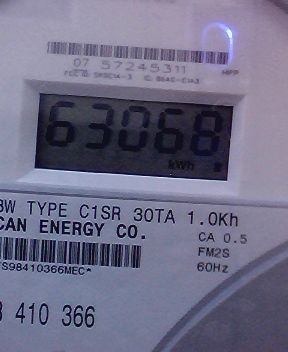 07 57245311
63068
kWh
3W TYPE C1SR 30TA 1.0Kh
CAN ENERGY CO.
CA 0.5
FM2S
60Hz
S98410366MEC*
410 366